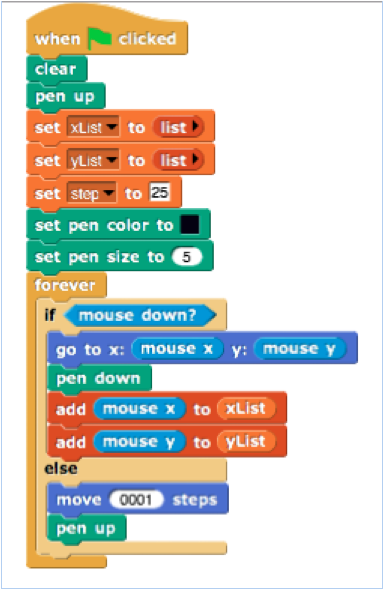 when clicked
clear
pen up
set xList to list
set yList to list
set step to 25
set pen color to
set pen size to 5
forever
if mouse down?
go to x: mouse x y: mouse y
pen down
add mouse x to xList
add mouse y to yList
else
move 0001 steps
pen up